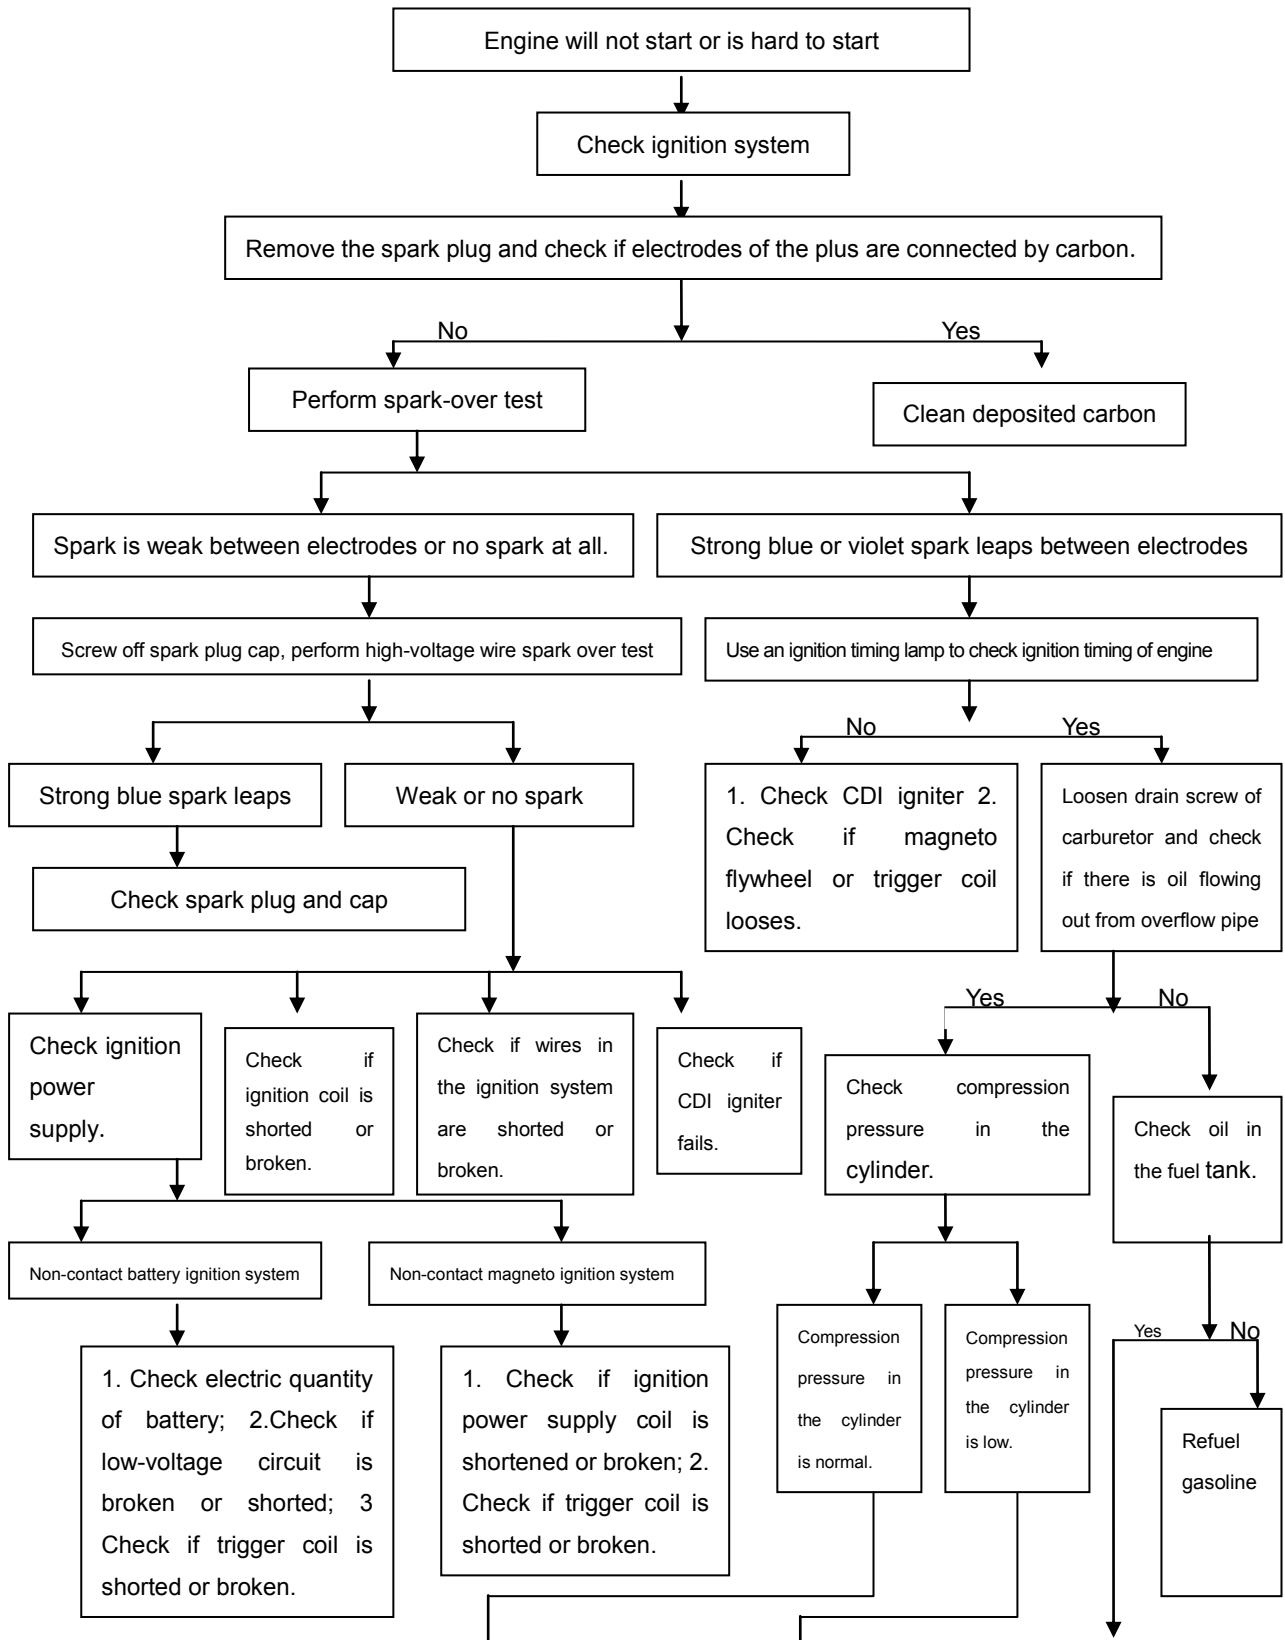 Engine will not start or is hard to start
Check ignition system
Remove the spark plug and check if electrodes of the plus are connected by carbon.
No
Yes
Perform spark-over test
Clean deposited carbon
Spark is weak between electrodes or no spark at all.
Strong blue or violet spark leaps between electrodes
Screw off spark plug cap, perform high-voltage wire spark over test
Use an ignition timing lamp to check ignition timing of engine
No
Yes
Strong blue spark leaps
Weak or no spark
1. Check CDI igniter 2.
Check if magneto
flywheel or trigger coil
looses.
Loosen drain screw of
carburetor and check
if there is oil flowing
out from overflow pipe
Check spark plug and cap
Yes
No
Check ignition
power
supply.
Check if
ignition coil is
shorted or
broken.
Check if wires in
the ignition system
are shorted or
broken.
Check if
CDI igniter
fails.
Check compression
pressure in the
cylinder.
Check oil in
the fuel tank.
Non-contact battery ignition system
Non-contact magneto ignition system
Compression
pressure in
the cylinder
is normal.
Compression
pressure in
the cylinder
is low.
Yes
No
1. Check electric quantity
of battery; 2.Check if
low-voltage circuit is
broken or shorted; 3
Check if trigger coil is
shorted or broken.
1. Check if ignition
power supply coil is
shortened or broken; 2.
Check if trigger coil is
shorted or broken.
Refuel
gasoline